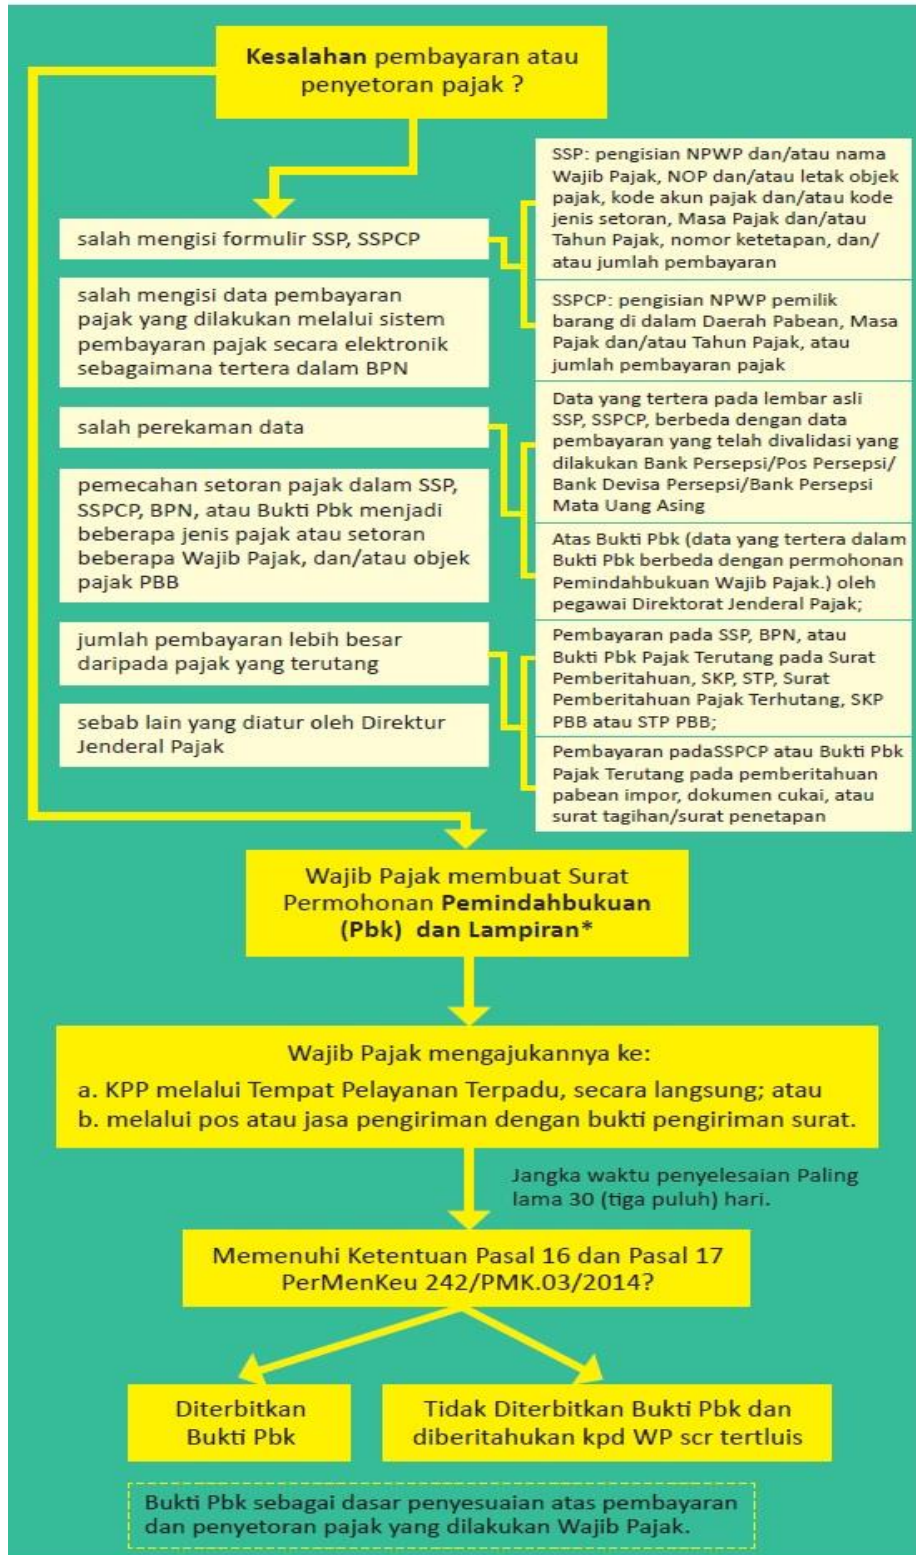 Kesalahan pembayaran atau
penyetoran pajak ?
salah mengisi formulir SSP, SSPCP
SSP: pengisian NPWP dan/atau nama
Wajib Pajak, NOP dan/atau letak objek
pajak, kode akun pajak dan/atau kode
jenis setoran, Masa Pajak dan/atau
Tahun Pajak, nomor ketetapan, dan/
atau jumlah pembayaran
SSPCP: pengisian NPWP pemilik
barang di dalam Daerah Pabean, Masa
Pajak dan/atau Tahun Pajak, atau
jumlah pembayaran pajak
salah mengisi data pembayaran
pajak yang dilakukan melalui sistem
pembayaran pajak secara elektronik
sebagaimana tertera dalam BPN
salah perekaman data
Data yang tertera pada lembar asli
SSP, SSPCP, berbeda dengan data
pembayaran yang telah divalidasi yang
dilakukan Bank Persepsi/Pos Persepsi/
Bank Devisa Persepsi/Bank Persepsi
Mata Uang Asing
Atas Bukti Pbk (data yang tertera dalam
Bukti Pbk berbeda dengan permohonan
Pemindahbukuan Wajib Pajak.) oleh
pegawai Direktorat Jenderal Pajak;
pemecahan setoran pajak dalam SSP,
SSPCP, BPN, atau Bukti Pbk menjadi
beberapa jenis pajak atau setoran
beberapa Wajib Pajak, dan/atau objek
pajak PBB
jumlah pembayaran lebih besar
daripada pajak yang terutang
Pembayaran pada SSP, BPN, atau
Bukti Pbk Pajak Terutang pada Surat
Pemberitahuan, SKP, STP, Surat
Pemberitahuan Pajak Terhutang, SKP
PBB atau STP PBB;
Pembayaran padaSSPCP atau Bukti Pbk
Pajak Terutang pada pemberitahuan
pabean impor, dokumen cukai, atau
surat tagihan/surat penetapan
sebab lain yang diatur oleh Direktur
Jenderal Pajak
Wajib Pajak membuat Surat
Permohonan Pemindahbukuan
(Pbk) dan Lampiran*
Wajib Pajak mengajukannya ke:
a. KPP melalui Tempat Pelayanan Terpadu, secara langsung; atau
b. melalui pos atau jasa pengiriman dengan bukti pengiriman surat.
Jangka waktu penyelesaian Paling
lama 30 (tiga puluh) hari.
Memenuhi Ketentuan Pasal 16 dan Pasal 17
PerMenKeu 242/PMK.03/2014?
Diterbitkan
Bukti Pbk
Tidak Diterbitkan Bukti Pbk dan
diberitahukan kpd WP scr tertluis
Bukti Pbk sebagai dasar penyesuaian atas pembayaran
dan penyetoran pajak yang dilakukan Wajib Pajak.